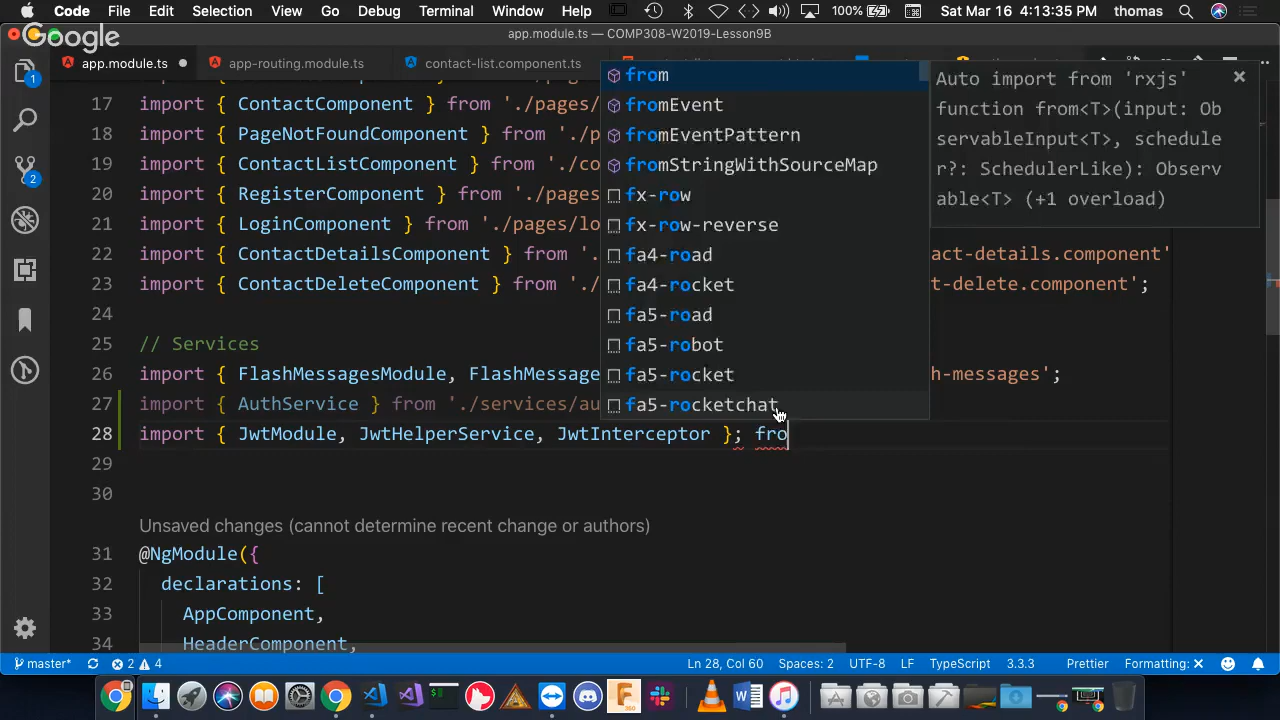 Code File Edit Selection View Go Debug Terminal Window Help 100% Sat Mar 16 4:13:35 PM thomas
Google
app.module.ts — COMP308-W2019-Lesson9B
app.module.ts app-routing.module.ts contact-list.component.ts
17 import { ContactComponent } from './pages/
18 import { PageNotFoundComponent } from './p
19 import { ContactListComponent } from './co
20 import { RegisterComponent } from './pages
21 import { LoginComponent } from './pages/lo
22 import { ContactDetailsComponent } from '. act-details.component'
23 import { ContactDeleteComponent } from './ t-delete.component';
24
25 // Services
26 import { FlashMessagesModule, FlashMessage h-messages';
27 import { AuthService } from './services/au
28 import { JwtModule, JwtHelperService, JwtInterceptor }; fro
29
30
Unsaved changes (cannot determine recent change or authors)
31 @NgModule({
32 declarations: [
33 AppComponent,
34 HeaderComponent,
from
fromEvent
fromEventPattern
fromStringWithSourceMap
fx-row
fx-row-reverse
fa4-road
fa4-rocket
fa5-road
fa5-robot
fa5-rocket
fa5-rocketchat
Auto import from 'rxjs'
function from<T>(input: Ob
servableInput<T>, schedule
r?: SchedulerLike): Observ
able<T> (+1 overload)
1
2
master* 2 4 Ln 28, Col 60 Spaces: 2 UTF-8 LF TypeScript 3.3.3 Prettier Formatting: ✕